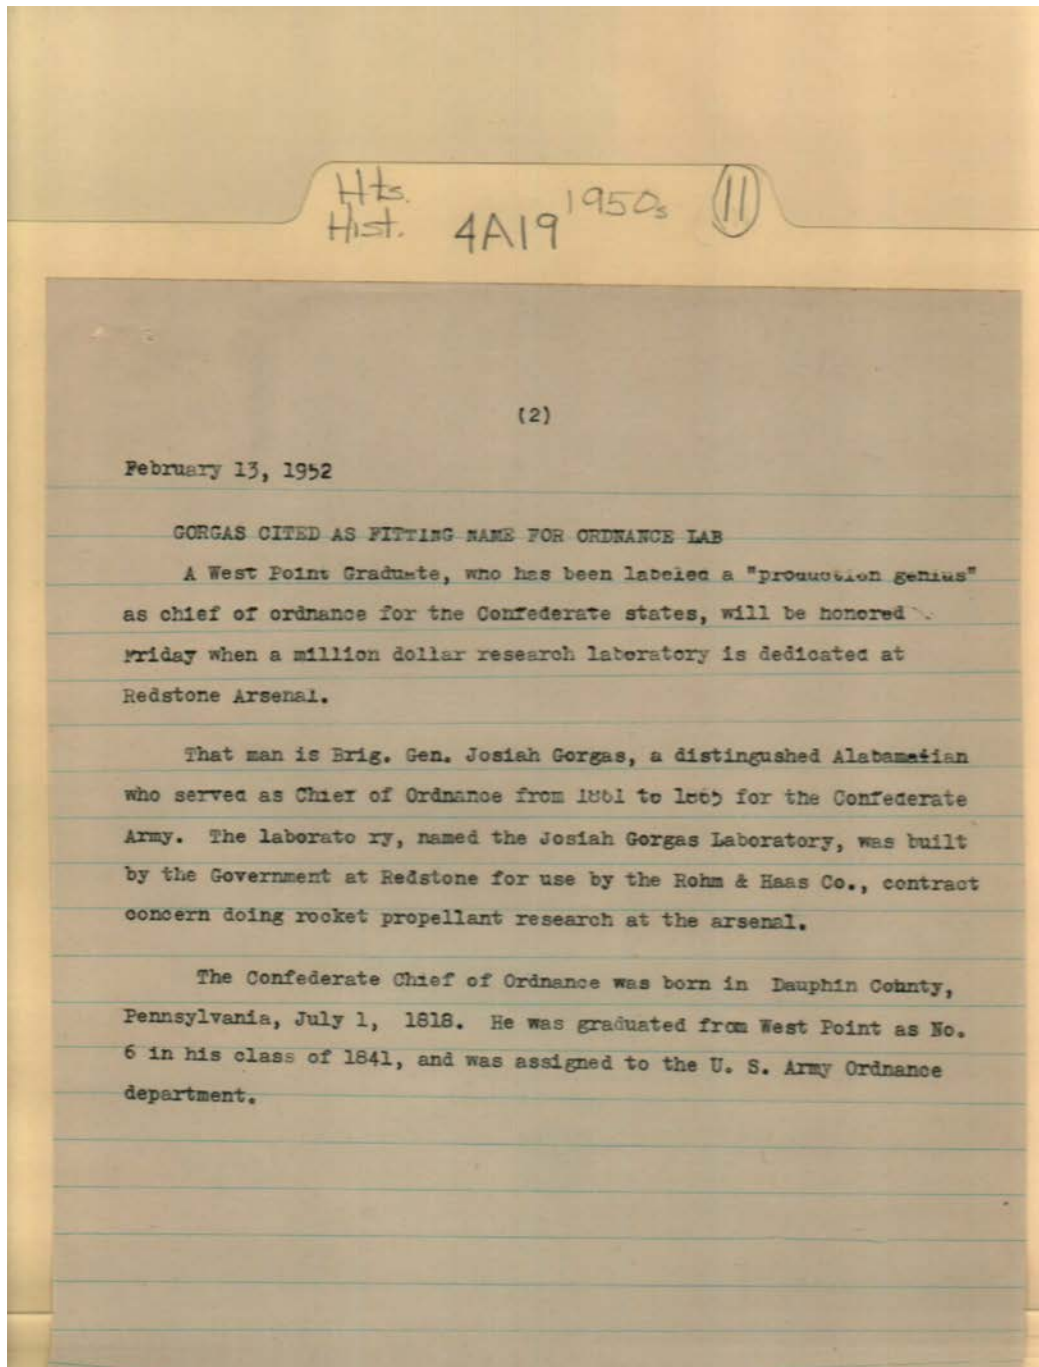 Hts.
Hist. 4A19 1950s 11
(2)
February 13, 1952
GORGAS CITED AS FITTING NAME FOR ORDNANCE LAB
A West Point Graduate, who has been labeled a "production genius"
as chief of ordnance for the Confederate states, will be honored
Friday when a million dollar research laboratory is dedicated at
Redstone Arsenal.
That man is Brig. Gen. Josiah Gorgas, a distingushed Alabamatian
who served as Chief of Ordnance from 1861 to 1865 for the Confederate
Army. The laborato ry, named the Josiah Gorgas Laboratory, was built
by the Government at Redstone for use by the Rohm & Haas Co., contract
concern doing rocket propellant research at the arsenal.
The Confederate Chief of Ordnance was born in Dauphin County,
Pennsylvania, July 1, 1818. He was graduated from West Point as No.
6 in his class of 1841, and was assigned to the U. S. Army Ordnance
department.